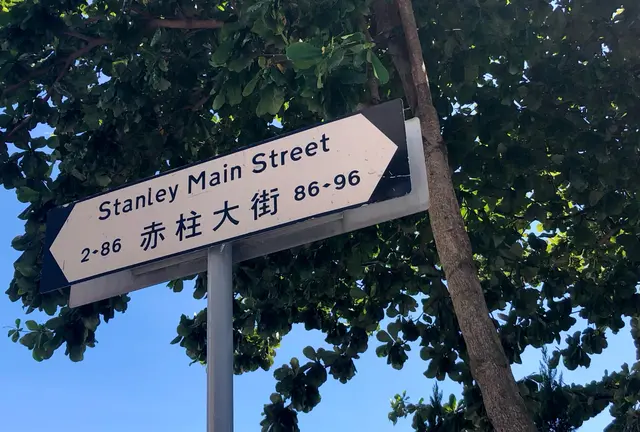 Stanley Main Street
2-86 赤柱大街 86-96